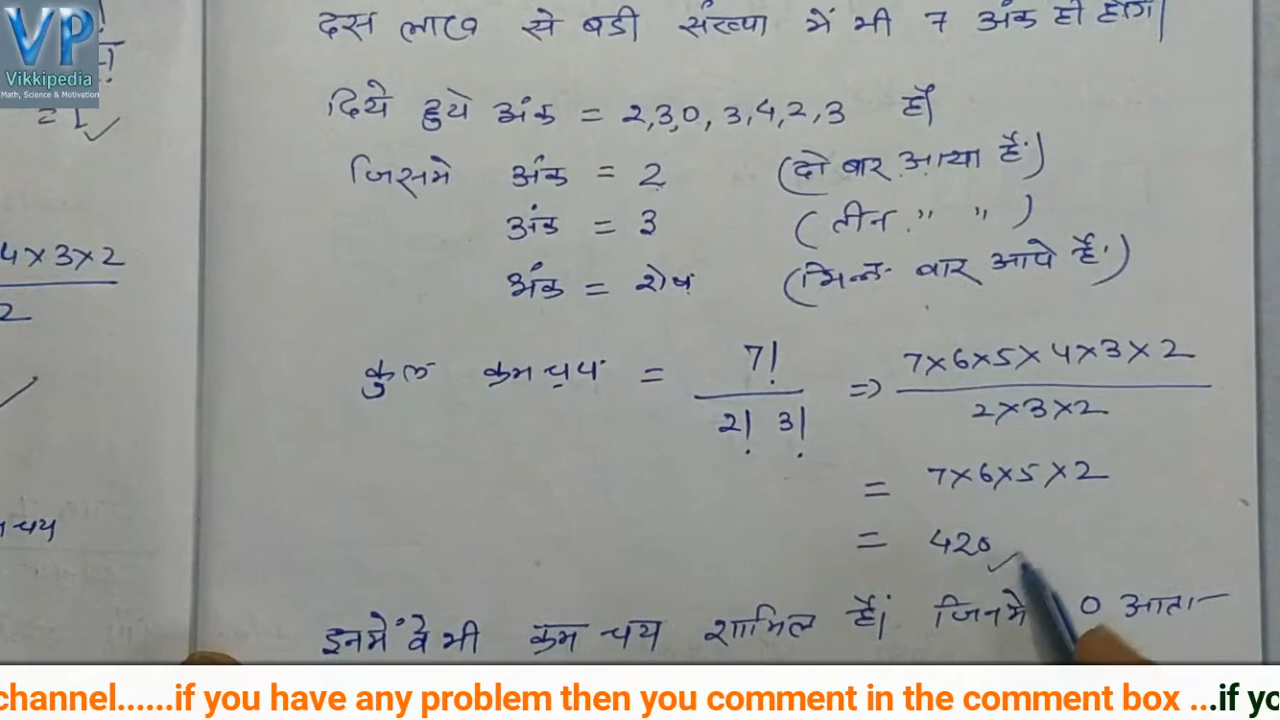 VP
Vikkipedia
Math, Science & Motivation
= 1
4×3×2
2
चय
दस लाख से बडी संख्या में भी 7 अंक ही होंगे|
दिये हुये अंक = 2,3,0,3,4,2,3 हैं
जिसमे अंक = 2 (दो बार आया है)
अंक = 3 (तीन " ")
अंक = शेष (भिन्न बार आये है)
कुल क्रमचय = 7! / 2! 3! => 7×6×5×4×3×2 / 2×3×2
= 7×6×5×2
= 420
इनमें वे भी क्रमचय शामिल हैं| जिनमे 0 आता
channel......if you have any problem then you comment in the comment box ...if yo